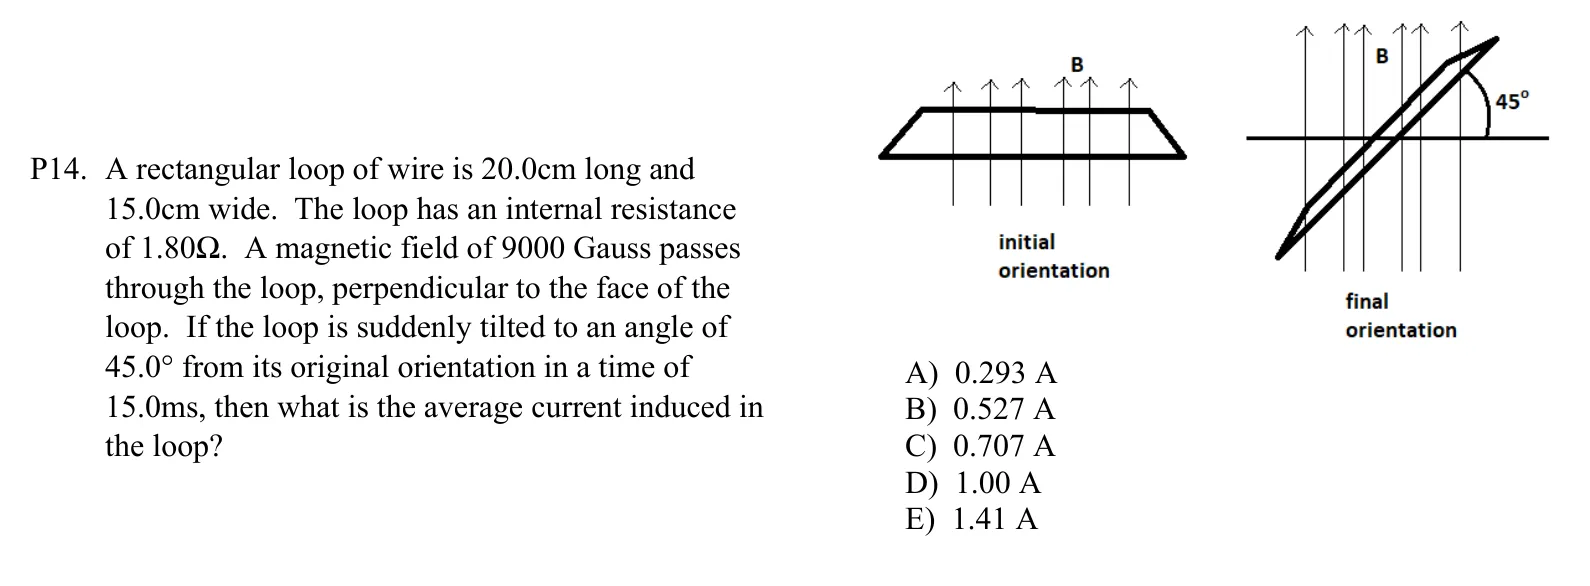 P14. A rectangular loop of wire is 20.0cm long and
15.0cm wide. The loop has an internal resistance
of 1.80Ω. A magnetic field of 9000 Gauss passes
through the loop, perpendicular to the face of the
loop. If the loop is suddenly tilted to an angle of
45.0° from its original orientation in a time of
15.0ms, then what is the average current induced in
the loop?
B
initial
orientation
B
45°
final
orientation
A) 0.293 A
B) 0.527 A
C) 0.707 A
D) 1.00 A
E) 1.41 A